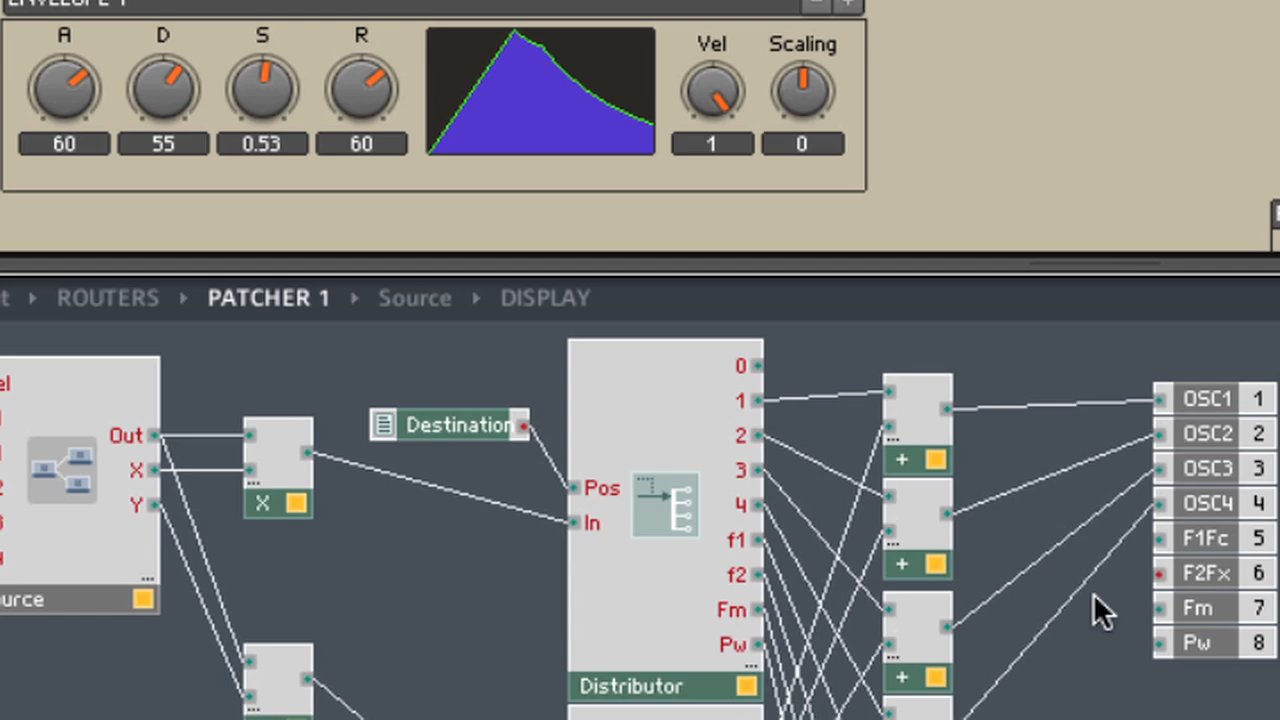 A D S R Vel Scaling
60 55 0.53 60 1 0
ROUTERS PATCHER 1 Source DISPLAY
Out
X
Y
X
Destination
Pos
In
0
1
2
3
4
f1
f2
Fm
Pw
Distributor
+
+
+
OSC1 1
OSC2 2
OSC3 3
OSC4 4
F1Fc 5
F2Fx 6
Fm 7
Pw 8